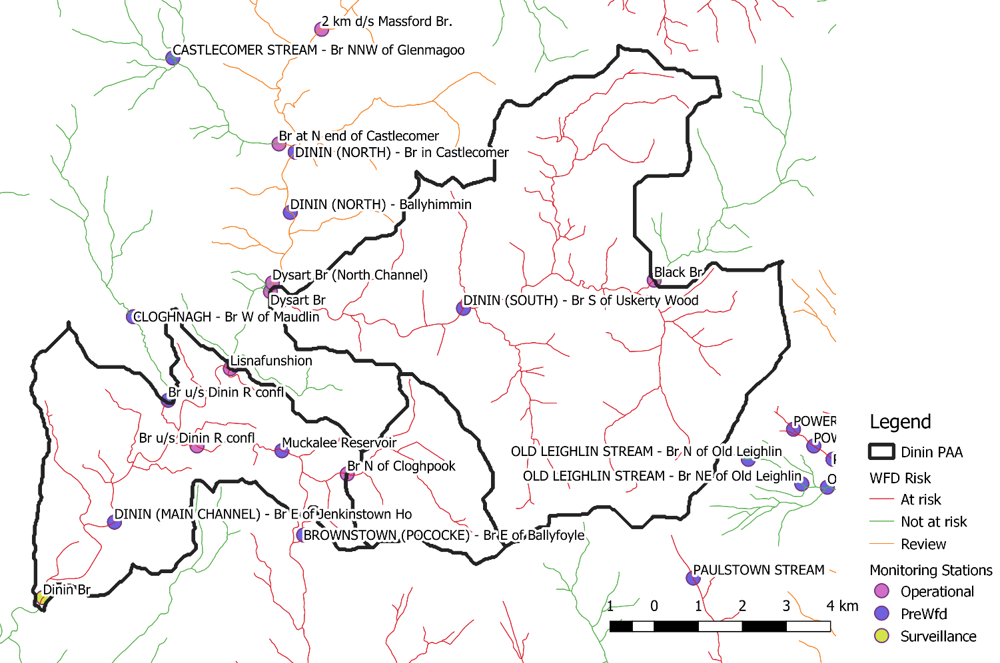 2 km d/s Massford Br.
CASTLECOMER STREAM - Br NNW of Glenmagoo
Br at N end of Castlecomer
DININ (NORTH) - Br in Castlecomer
DININ (NORTH) - Ballyhimmin
Dysart Br (North Channel)
Black Br
Dysart Br
DININ (SOUTH) - Br S of Uskerty Wood
CLOGHNAGH - Br W of Maudlin
Lisnafunshion
Br u/s Dinin R confl
Br u/s Dinin R confl
Muckalee Reservoir
Br N of Cloghpook
OLD LEIGHLIN STREAM - Br N of Old Leighlin
OLD LEIGHLIN STREAM - Br NE of Old Leighlin
POWER
POW
DININ (MAIN CHANNEL) - Br E of Jenkinstown Ho
BROWNSTOWN (POCOCKE) - Br E of Ballyfoyle
PAULSTOWN STREAM
Dinin Br
1 0 1 2 3 4 km
Legend
Dinin PAA
WFD Risk
At risk
Not at risk
Review
Monitoring Stations
Operational
PreWfd
Surveillance